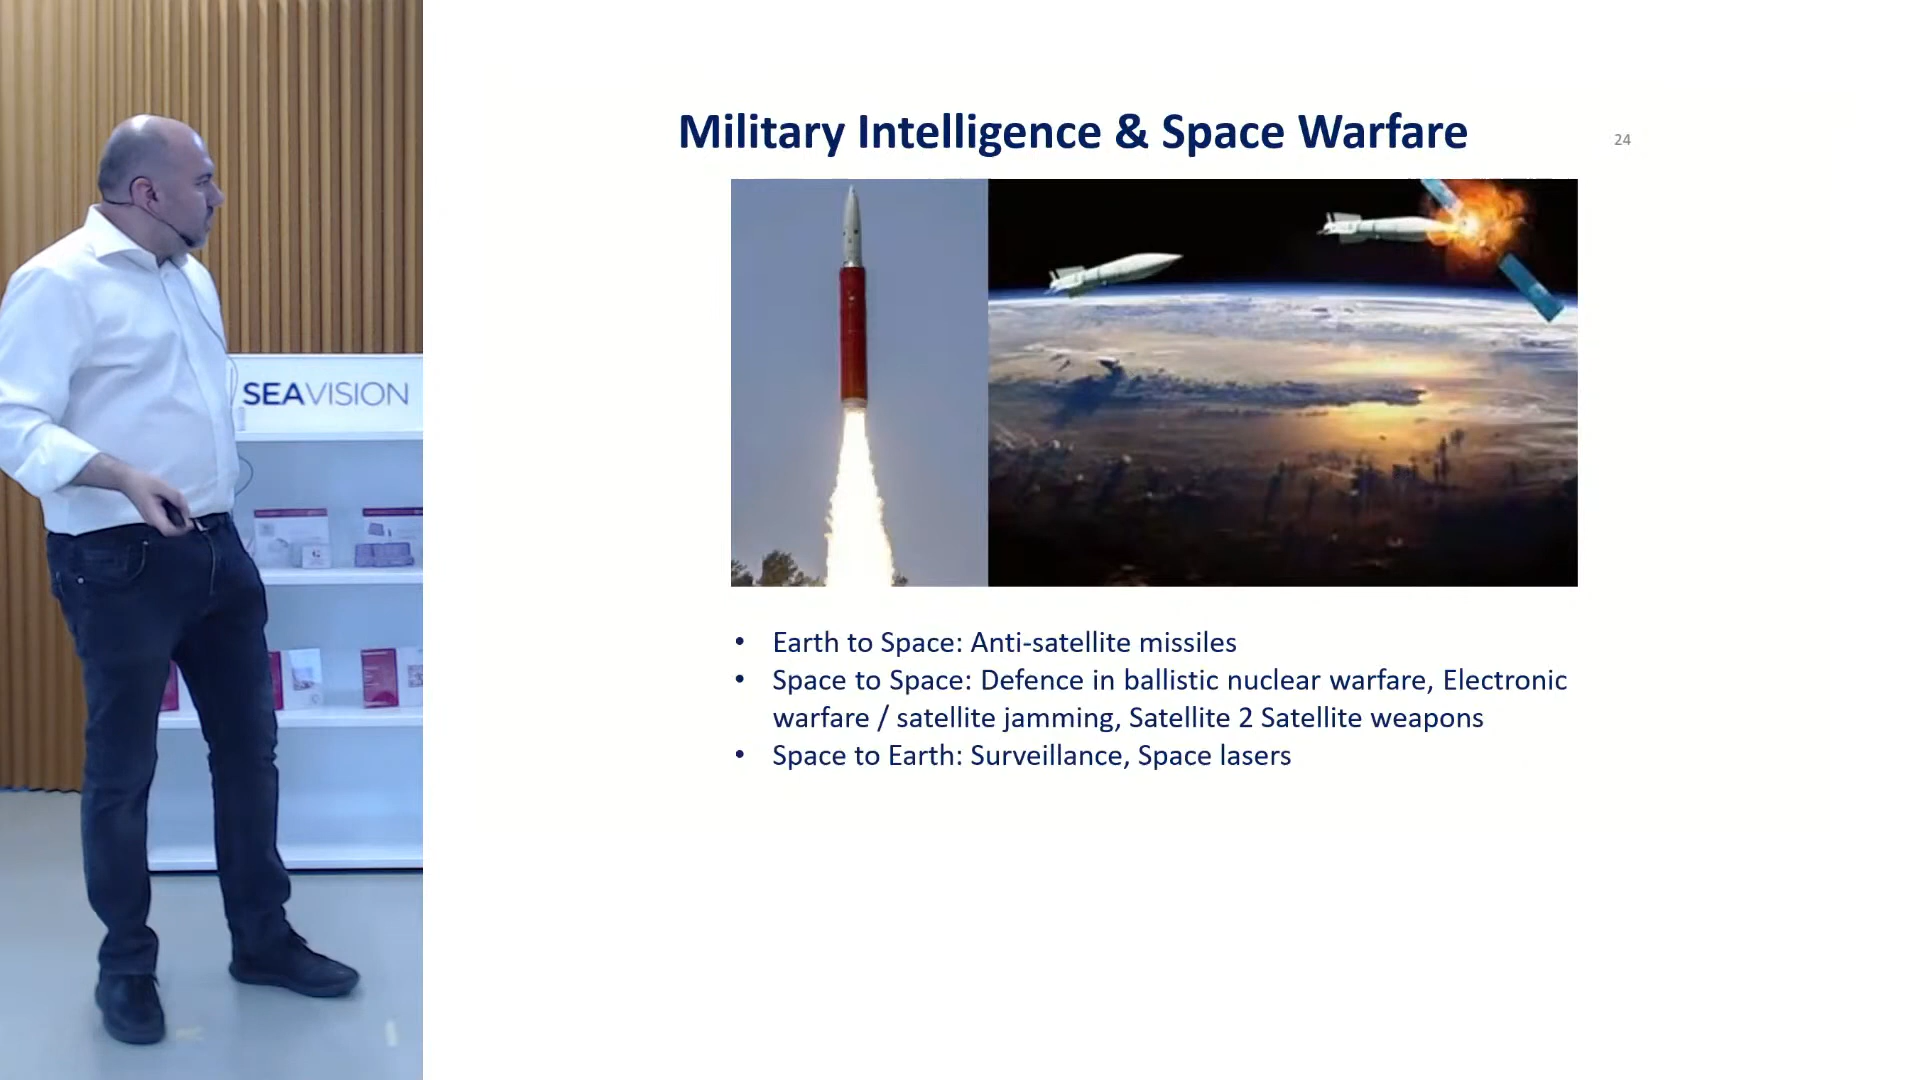 Military Intelligence & Space Warfare
24
SEAVISION
• Earth to Space: Anti-satellite missiles
• Space to Space: Defence in ballistic nuclear warfare, Electronic
warfare / satellite jamming, Satellite 2 Satellite weapons
• Space to Earth: Surveillance, Space lasers